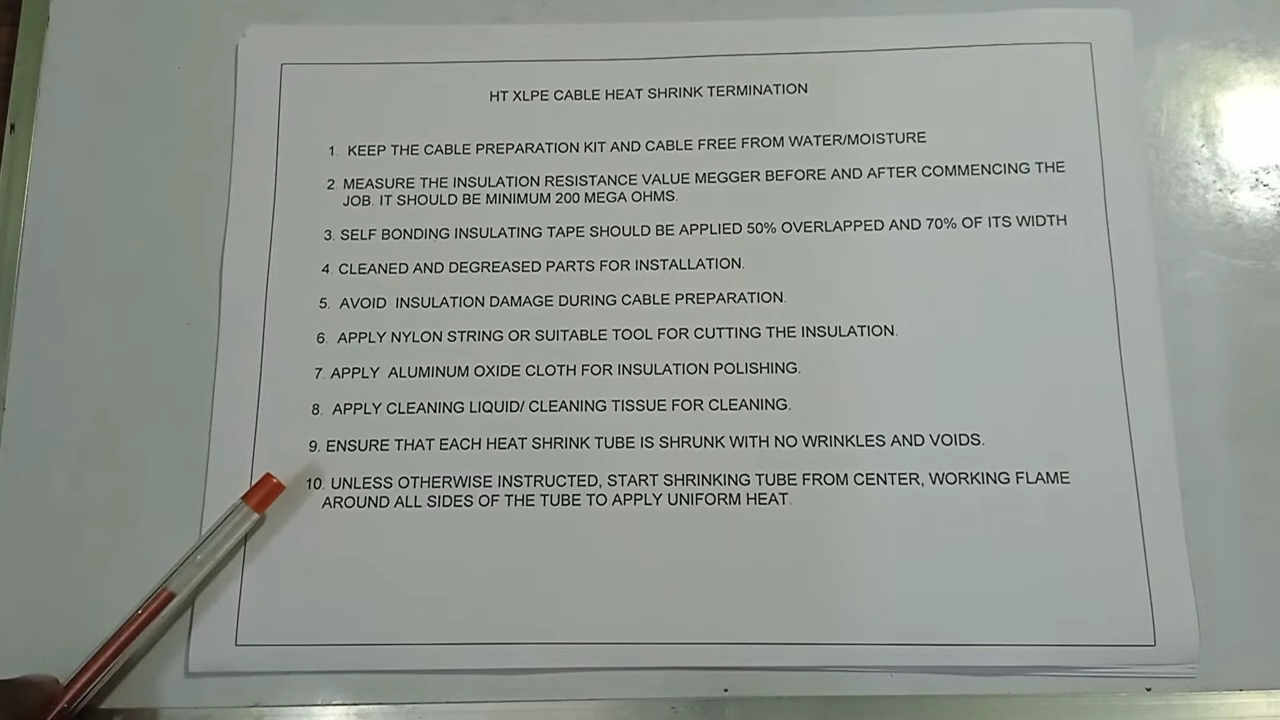 HT XLPE CABLE HEAT SHRINK TERMINATION
1. KEEP THE CABLE PREPARATION KIT AND CABLE FREE FROM WATER/MOISTURE
2. MEASURE THE INSULATION RESISTANCE VALUE MEGGER BEFORE AND AFTER COMMENCING THE
JOB. IT SHOULD BE MINIMUM 200 MEGA OHMS.
3. SELF BONDING INSULATING TAPE SHOULD BE APPLIED 50% OVERLAPPED AND 70% OF ITS WIDTH
4. CLEANED AND DEGREASED PARTS FOR INSTALLATION.
5. AVOID INSULATION DAMAGE DURING CABLE PREPARATION.
6. APPLY NYLON STRING OR SUITABLE TOOL FOR CUTTING THE INSULATION.
7. APPLY ALUMINUM OXIDE CLOTH FOR INSULATION POLISHING.
8. APPLY CLEANING LIQUID/ CLEANING TISSUE FOR CLEANING.
9. ENSURE THAT EACH HEAT SHRINK TUBE IS SHRUNK WITH NO WRINKLES AND VOIDS.
10. UNLESS OTHERWISE INSTRUCTED, START SHRINKING TUBE FROM CENTER, WORKING FLAME
AROUND ALL SIDES OF THE TUBE TO APPLY UNIFORM HEAT.